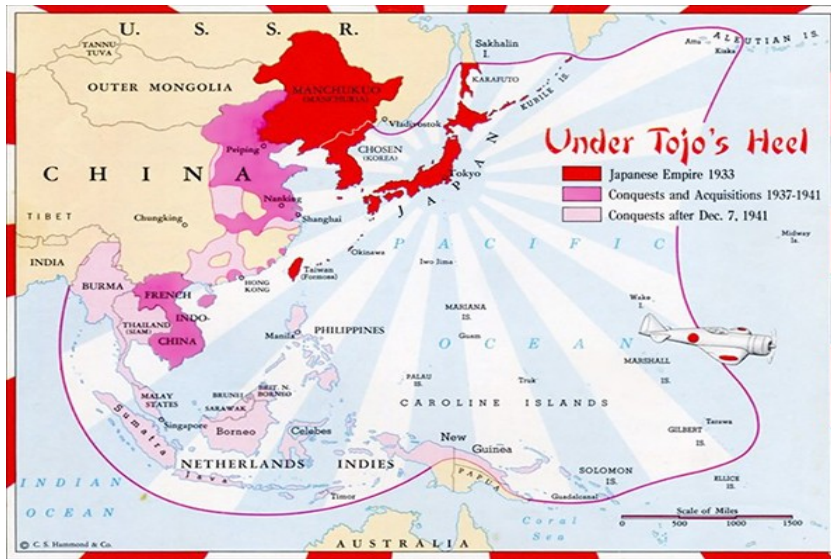 U. S. S. R.
TANNU
TUVA
OUTER MONGOLIA
MANCHUKUO
(MANCHURIA)
Sakhalin
I.
KARAFUTO
KURILE IS.
ALEUTIAN IS.
Attu
Kiska
Vladivostok
Peiping
CHOSEN
(KOREA)
Tokyo
JAPAN
CHINA
Under Tojo's Heel
Japanese Empire 1933
Conquests and Acquisitions 1937-1941
Conquests after Dec. 7, 1941
TIBET
Chungking
Nanking
Shanghai
PACIFIC
Midway
Is.
Okinawa
Iwo Jima
INDIA
BURMA
HONG
KONG
Taiwan
(Formosa)
FRENCH
INDO-
CHINA
THAILAND
(SIAM)
Manila
PHILIPPINES
MARIANA
IS.
Guam
Wake I.
OCEAN
MARSHALL
IS.
PALAU
IS.
Truk
CAROLINE ISLANDS
MALAY
STATES
Singapore
BRUNEI
BRIT. N.
BORNEO
SARAWAK
Borneo
Celebes
Sumatra
Java
NETHERLANDS INDIES
New
Guinea
PAPUA
Tarawa
GILBERT
IS.
SOLOMON
IS.
ELLICE
IS.
Guadalcanal
Timor
INDIAN
OCEAN
Coral
Sea
Scale of Miles
0 500 1000 1500
© C. S. Hammond & Co.
AUSTRALIA